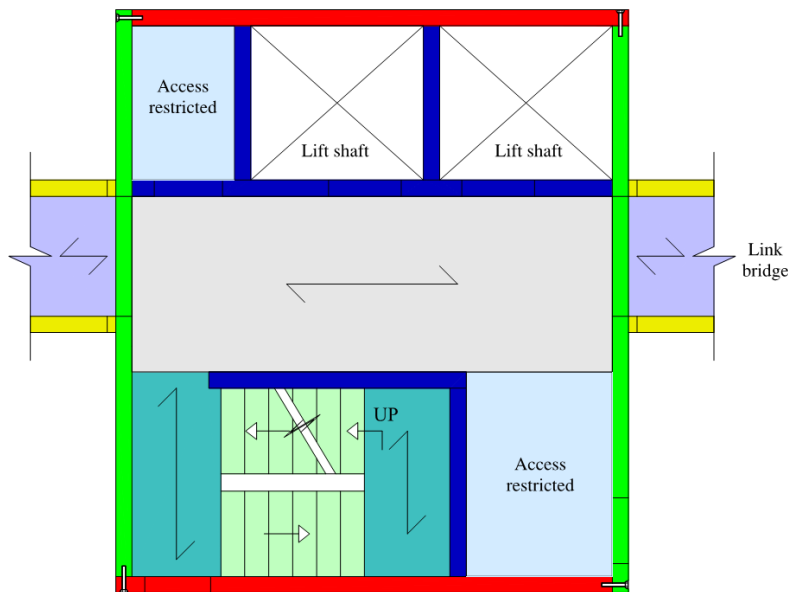 Access
restricted
Lift shaft
Lift shaft
Link
bridge
UP
Access
restricted